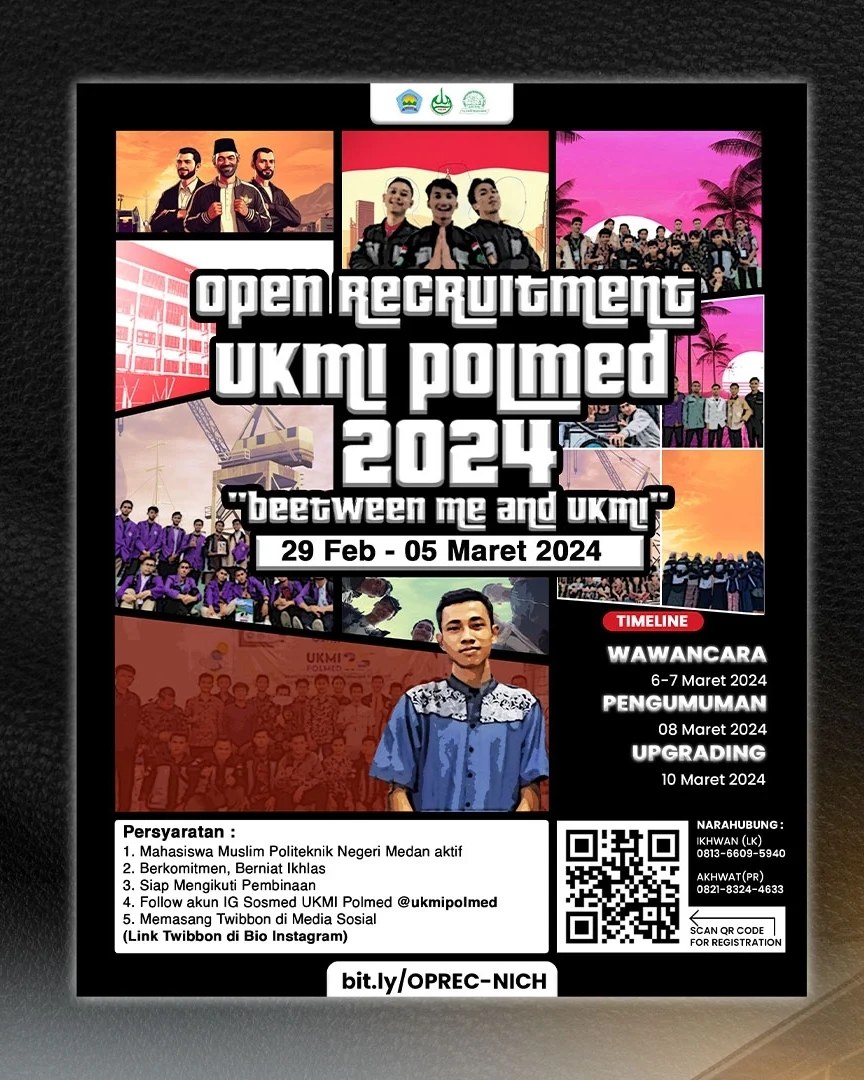 OPEN RECRUITMENT
UKMI POLMED
2024
"BEETWEEN ME AND UKMI"
29 Feb - 05 Maret 2024
UKMI
POLMED
TIMELINE
WAWANCARA
6-7 Maret 2024
PENGUMUMAN
08 Maret 2024
UPGRADING
10 Maret 2024
Persyaratan :
1. Mahasiswa Muslim Politeknik Negeri Medan aktif
2. Berkomitmen, Berniat Ikhlas
3. Siap Mengikuti Pembinaan
4. Follow akun IG Sosmed UKMI Polmed @ukmipolmed
5. Memasang Twibbon di Media Sosial
(Link Twibbon di Bio Instagram)
NARAHUBUNG :
IKHWAN (LK)
0813-6609-5940
AKHWAT(PR)
0821-8324-4633
SCAN QR CODE
FOR REGISTRATION
bit.ly/OPREC-NICH